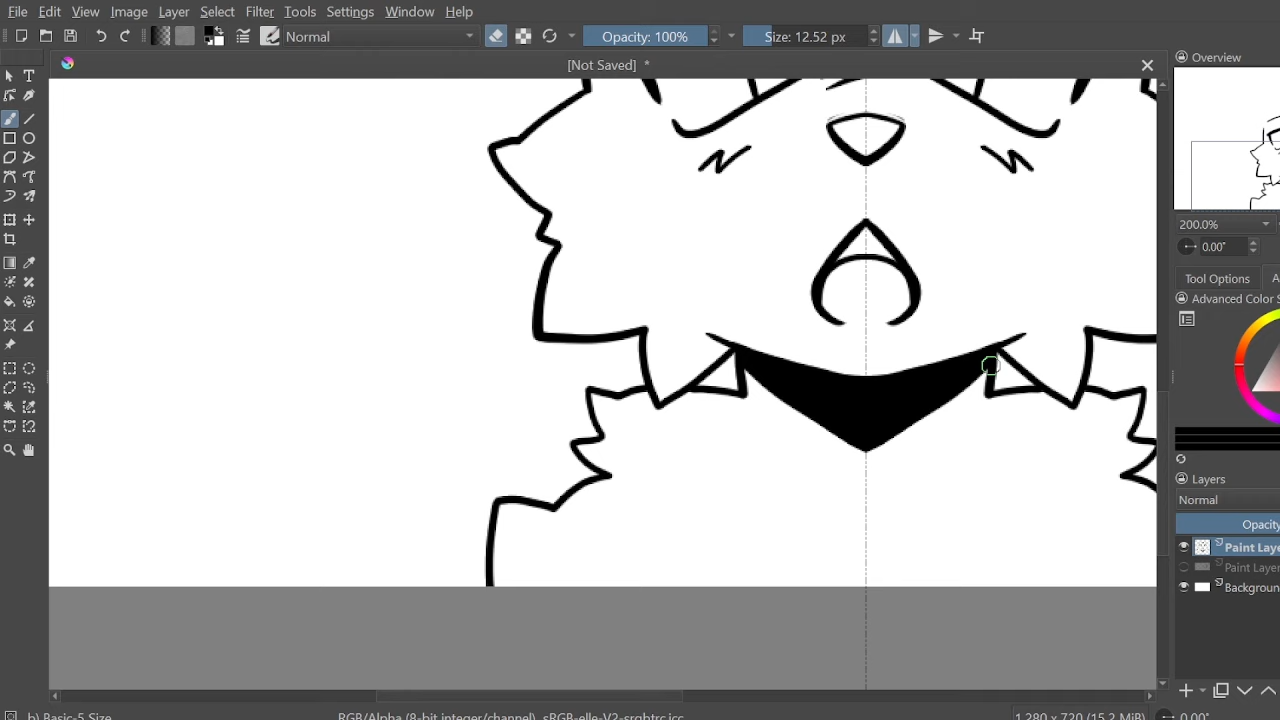 File Edit View Image Layer Select Filter Tools Settings Window Help
Normal Opacity: 100% Size: 12.52 px
[Not Saved] *
Overview
200.0%
0.00°
Tool Options A
Advanced Color
Layers
Normal
Opacity
Paint Laye
Paint Layer
Background
b) Basic-5 Size RGB/Alpha (8-bit integer/channel) sRGB-elle-V2-srgbtrc.icc 1,280 x 720 (15.2 MiB) 0.00°